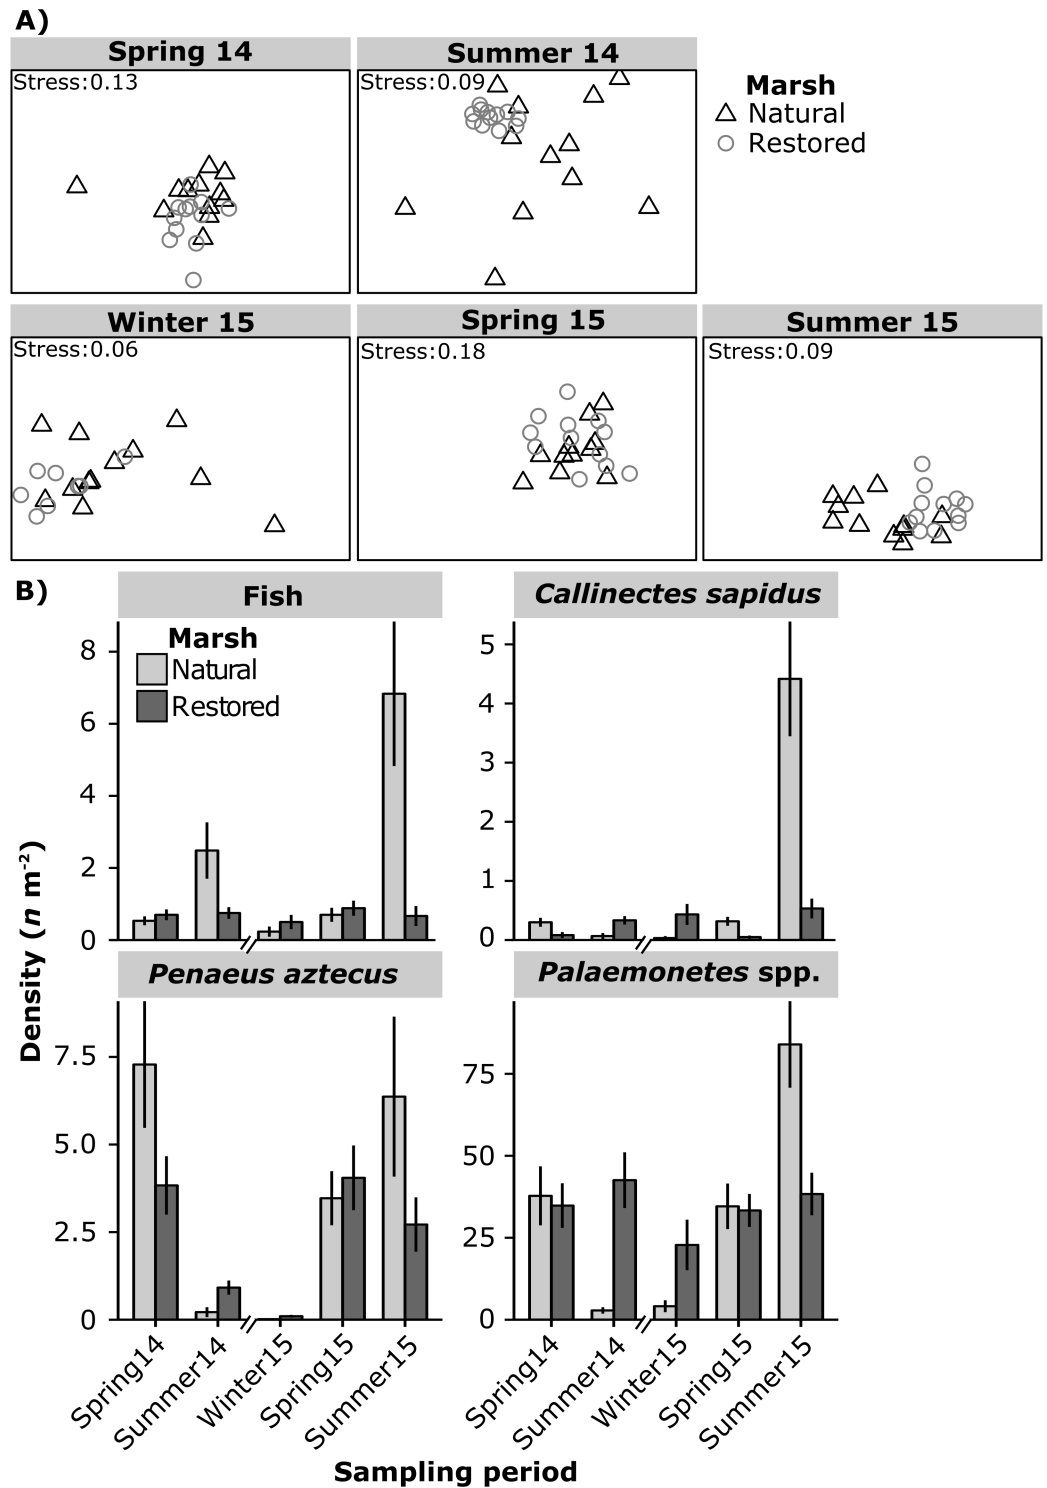 A)
Spring 14
Summer 14
Stress:0.13
Stress:0.09
Marsh
Natural
Restored
Winter 15
Spring 15
Summer 15
Stress:0.06
Stress:0.18
Stress:0.09
B)
Fish
Callinectes sapidus
Marsh
Natural
Restored
8
6
4
2
0
5
4
3
2
1
0
Density (n m-2)
Penaeus aztecus
Palaemonetes spp.
7.5
5.0
2.5
0
75
50
25
0
Spring14
Summer14
Winter15
Spring15
Summer15
Spring14
Summer14
Winter15
Spring15
Summer15
Sampling period